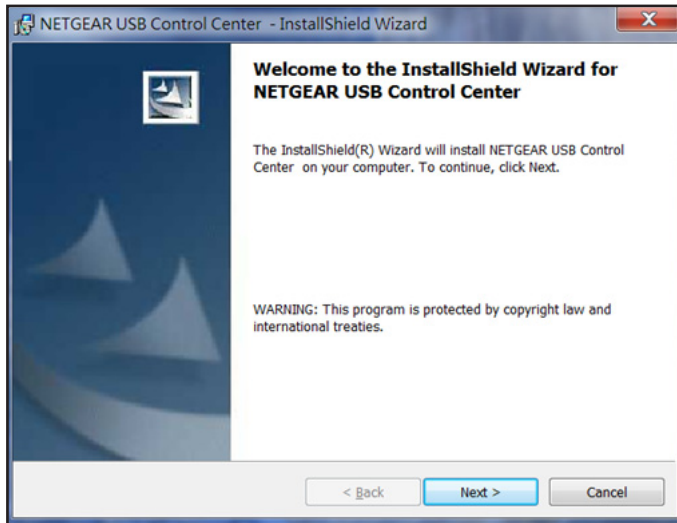 NETGEAR USB Control Center - InstallShield Wizard
Welcome to the InstallShield Wizard for
NETGEAR USB Control Center
The InstallShield(R) Wizard will install NETGEAR USB Control
Center on your computer. To continue, click Next.
WARNING: This program is protected by copyright law and
international treaties.
< Back
Next >
Cancel